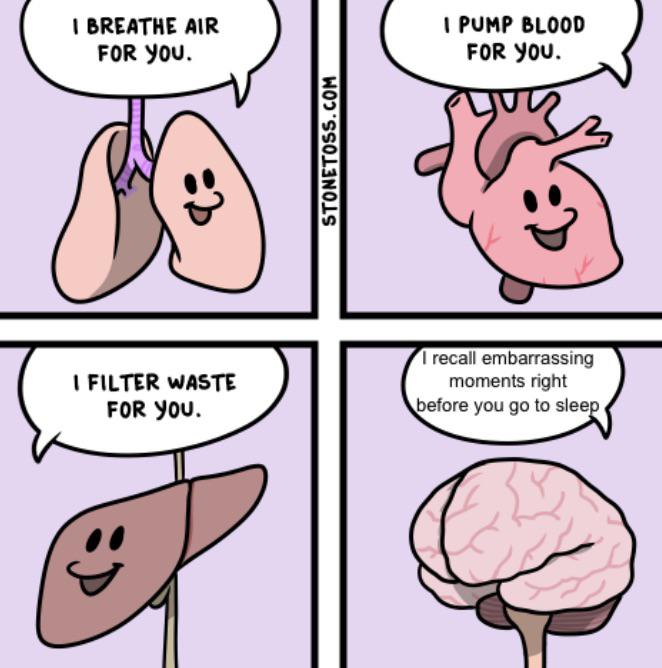 I BREATHE AIR
FOR YOU.
STONETOSS.COM
I PUMP BLOOD
FOR YOU.
I FILTER WASTE
FOR YOU.
I recall embarrassing
moments right
before you go to sleep